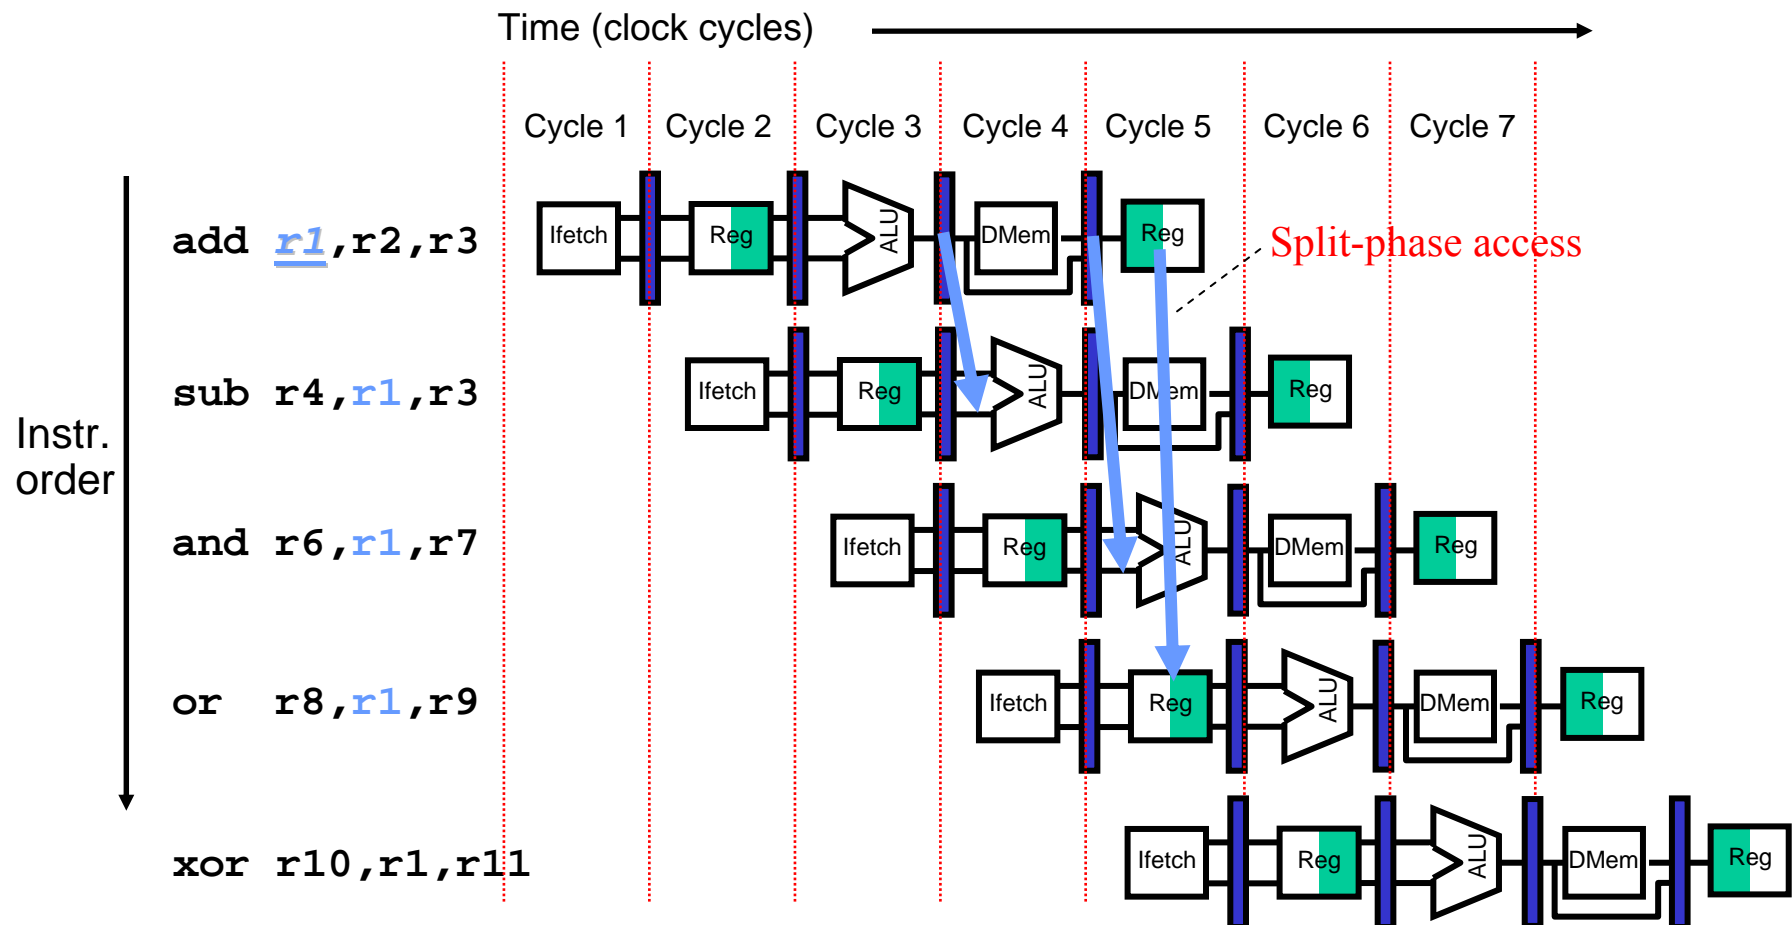 Time (clock cycles)
Cycle 1 Cycle 2 Cycle 3 Cycle 4 Cycle 5 Cycle 6 Cycle 7
add r1,r2,r3 Ifetch Reg ALU DMem Reg Split-phase access
sub r4,r1,r3 Ifetch Reg ALU DMem Reg
Instr.
order
and r6,r1,r7 Ifetch Reg ALU DMem Reg
or r8,r1,r9 Ifetch Reg ALU DMem Reg
xor r10,r1,r11 Ifetch Reg ALU DMem Reg